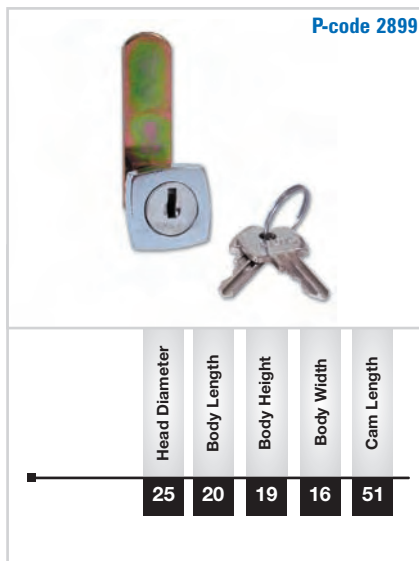 P-code 2899
Head Diameter
Body Length
Body Height
Body Width
Cam Length
25 20 19 16 51